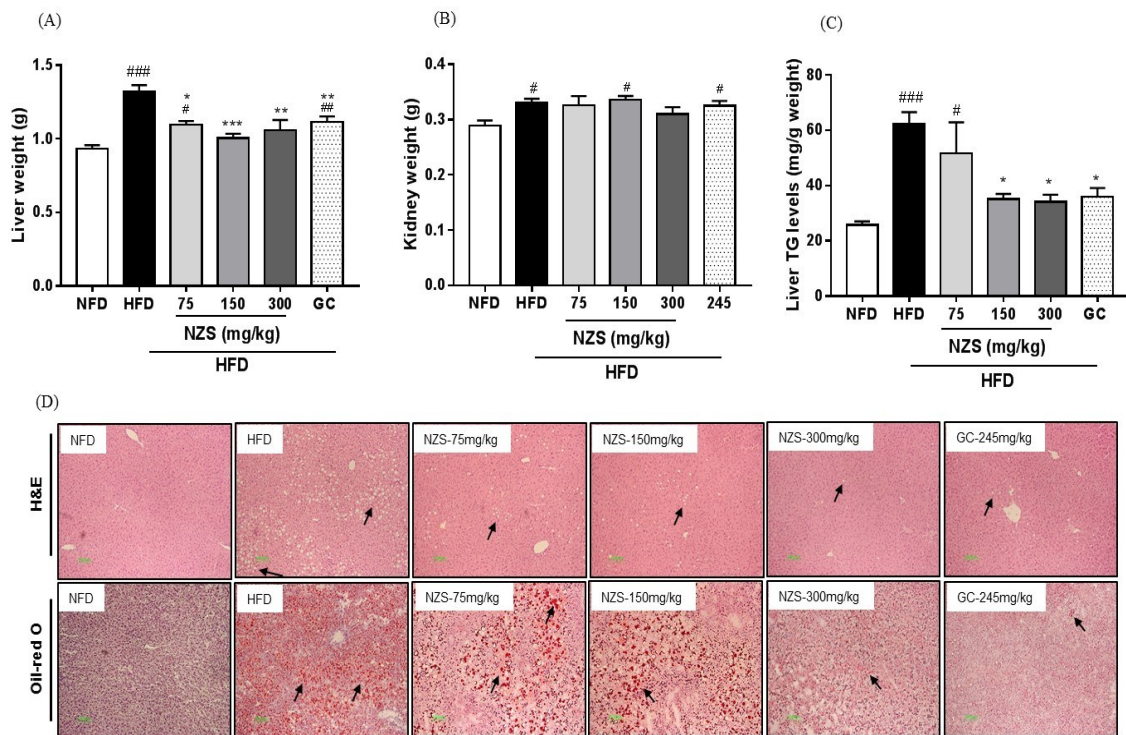 (A)
Liver weight (g)
1.5
1.0
0.5
0.0
###
*
#
***
**
**
##
NFD HFD 75 150 300 GC
NZS (mg/kg)
HFD
(B)
Kidney weight (g)
0.4
0.3
0.2
0.1
0.0
#
#
#
NFD HFD 75 150 300 245
NZS (mg/kg)
HFD
(C)
Liver TG levels (mg/g weight)
80
60
40
20
0
###
#
*
*
*
NFD HFD 75 150 300 GC
NZS (mg/kg)
HFD
(D)
H&E
NFD
HFD
NZS-75mg/kg
NZS-150mg/kg
NZS-300mg/kg
GC-245mg/kg
Oil-red O
NFD
HFD
NZS-75mg/kg
NZS-150mg/kg
NZS-300mg/kg
GC-245mg/kg